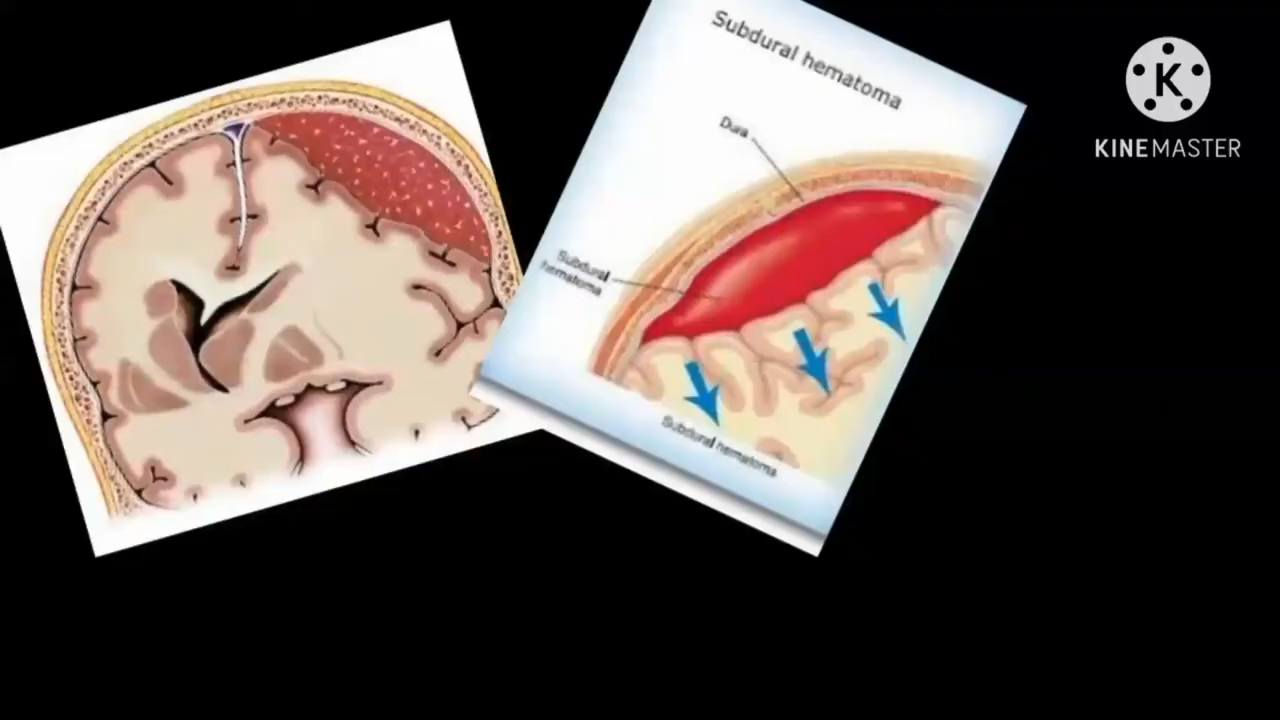 Subdural hematoma
Dura
Subdural
hematoma
Subdural hematoma
K
KINEMASTER